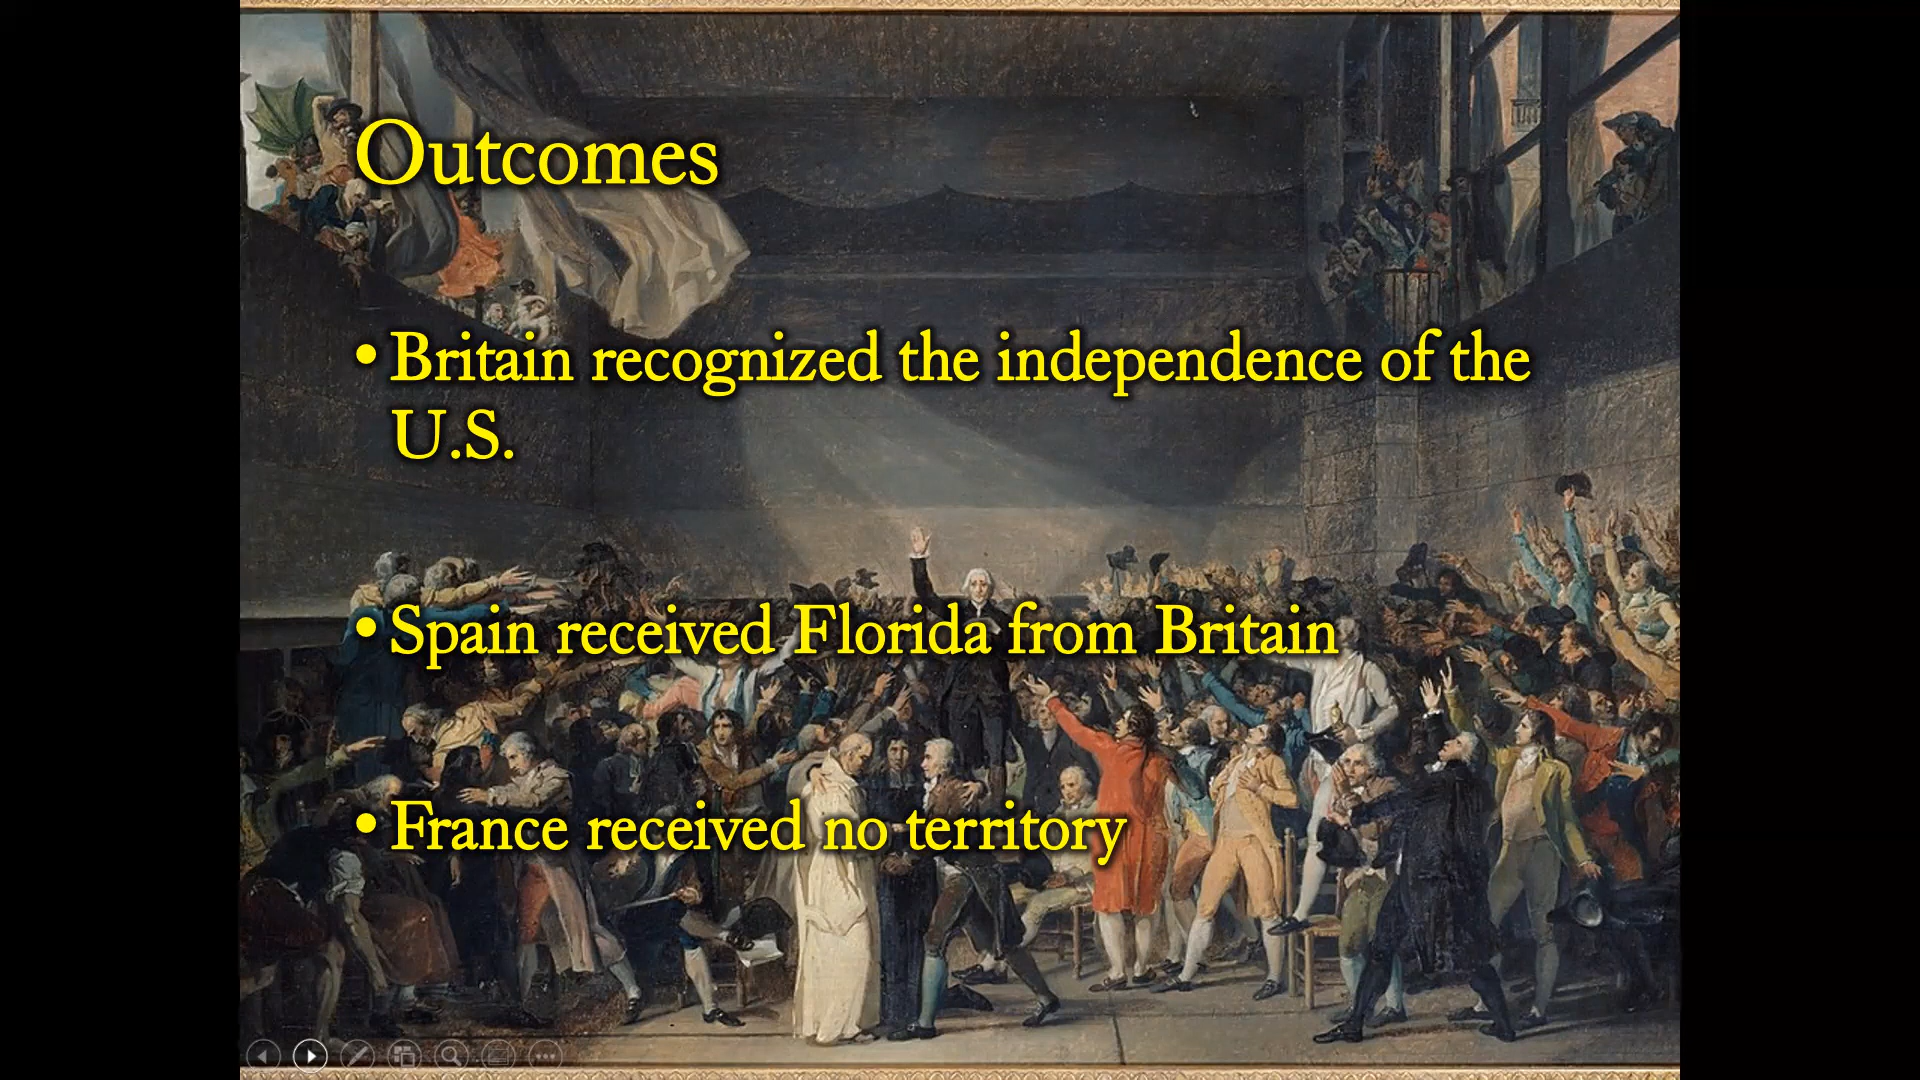 Outcomes
• Britain recognized the independence of the
U.S.
• Spain received Florida from Britain
• France received no territory